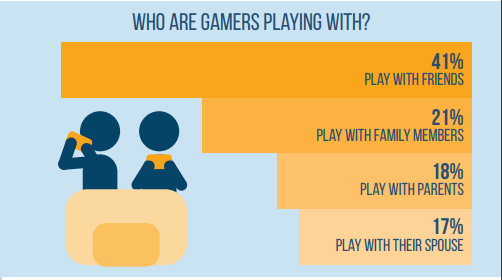 WHO ARE GAMERS PLAYING WITH?
41%
PLAY WITH FRIENDS
21%
PLAY WITH FAMILY MEMBERS
18%
PLAY WITH PARENTS
17%
PLAY WITH THEIR SPOUSE